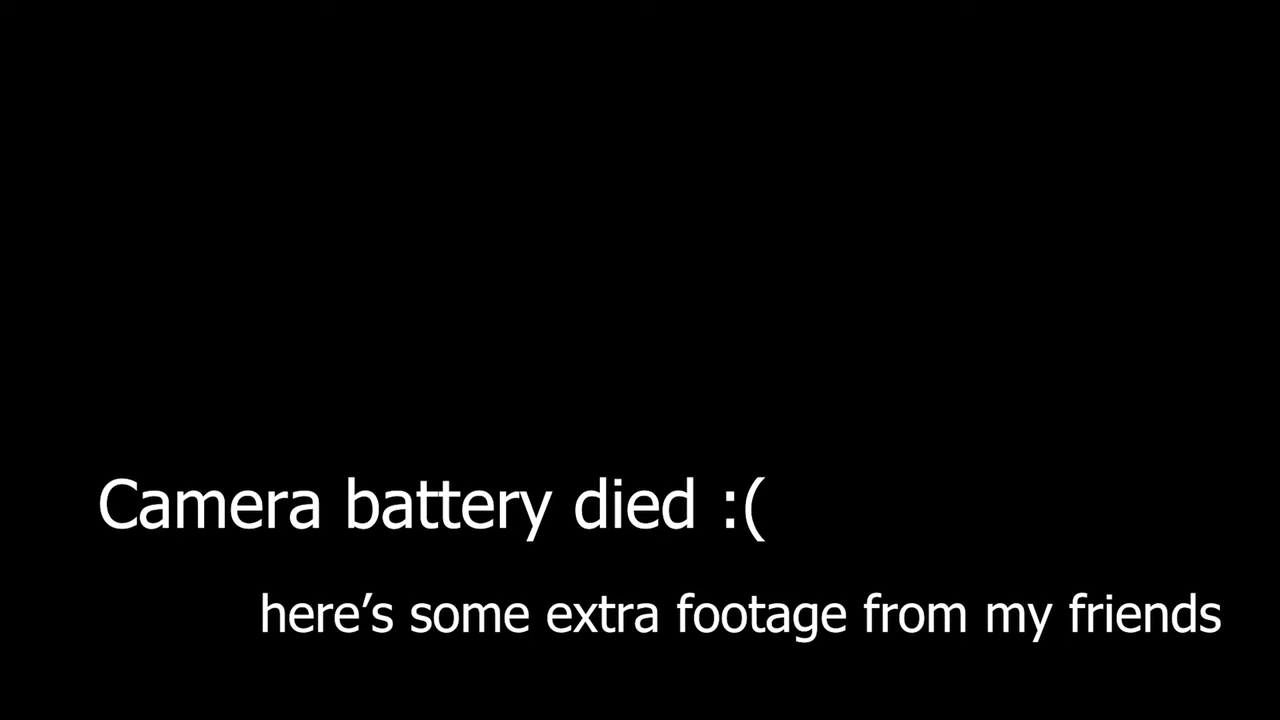 Camera battery died :(
here’s some extra footage from my friends